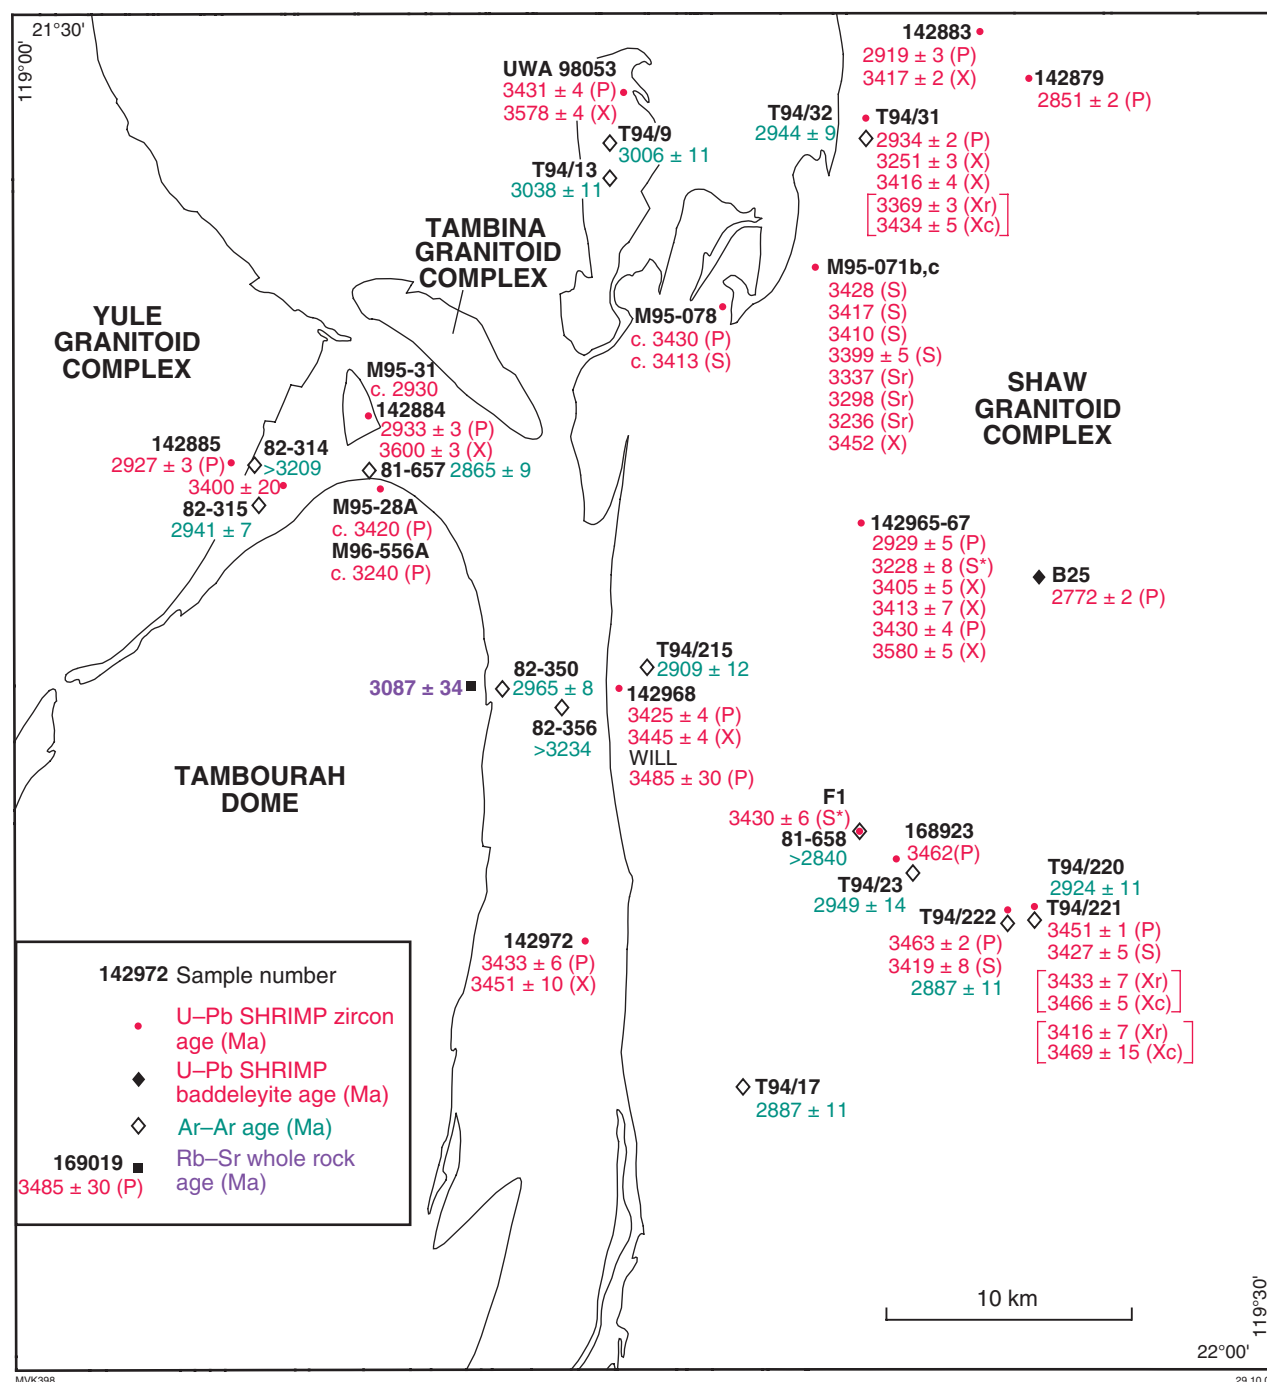 21°30'
119°00'
142883
2919 ± 3 (P)
3417 ± 2 (X)
142879
2851 ± 2 (P)
UWA 98053
3431 ± 4 (P)
3578 ± 4 (X)
T94/9
3006 ± 11
T94/13
3038 ± 11
T94/32
2944 ± 9
T94/31
2934 ± 2 (P)
3251 ± 3 (X)
3416 ± 4 (X)
3369 ± 3 (Xr)
3434 ± 5 (Xc)
TAMBINA
GRANITOID
COMPLEX
M95-071b,c
3428 (S)
3417 (S)
3410 (S)
3399 ± 5 (S)
3337 (Sr)
3298 (Sr)
3236 (Sr)
3452 (X)
M95-078
c. 3430 (P)
c. 3413 (S)
YULE
GRANITOID
COMPLEX
SHAW
GRANITOID
COMPLEX
M95-31
c. 2930
142884
2933 ± 3 (P)
3600 ± 3 (X)
81-657 2865 ± 9
142885
2927 ± 3 (P)
82-314
>3209
3400 ± 20
82-315
2941 ± 7
M95-28A
c. 3420 (P)
M96-556A
c. 3240 (P)
142965-67
2929 ± 5 (P)
3228 ± 8 (S*)
3405 ± 5 (X)
3413 ± 7 (X)
3430 ± 4 (P)
3580 ± 5 (X)
B25
2772 ± 2 (P)
T94/215
2909 ± 12
3087 ± 34
82-350
2965 ± 8
82-356
>3234
142968
3425 ± 4 (P)
3445 ± 4 (X)
WILL
3485 ± 30 (P)
TAMBOURAH
DOME
F1
3430 ± 6 (S*)
81-658
>2840
168923
3462(P)
T94/23
2949 ± 14
T94/220
2924 ± 11
T94/221
3451 ± 1 (P)
3427 ± 5 (S)
3433 ± 7 (Xr)
3466 ± 5 (Xc)
3416 ± 7 (Xr)
3469 ± 15 (Xc)
T94/222
3463 ± 2 (P)
3419 ± 8 (S)
2887 ± 11
142972
3433 ± 6 (P)
3451 ± 10 (X)
T94/17
2887 ± 11
142972 Sample number
U–Pb SHRIMP zircon
age (Ma)
U–Pb SHRIMP
baddeleyite age (Ma)
Ar–Ar age (Ma)
169019
3485 ± 30 (P)
Rb–Sr whole rock
age (Ma)
10 km
119°30'
22°00'
MVK398